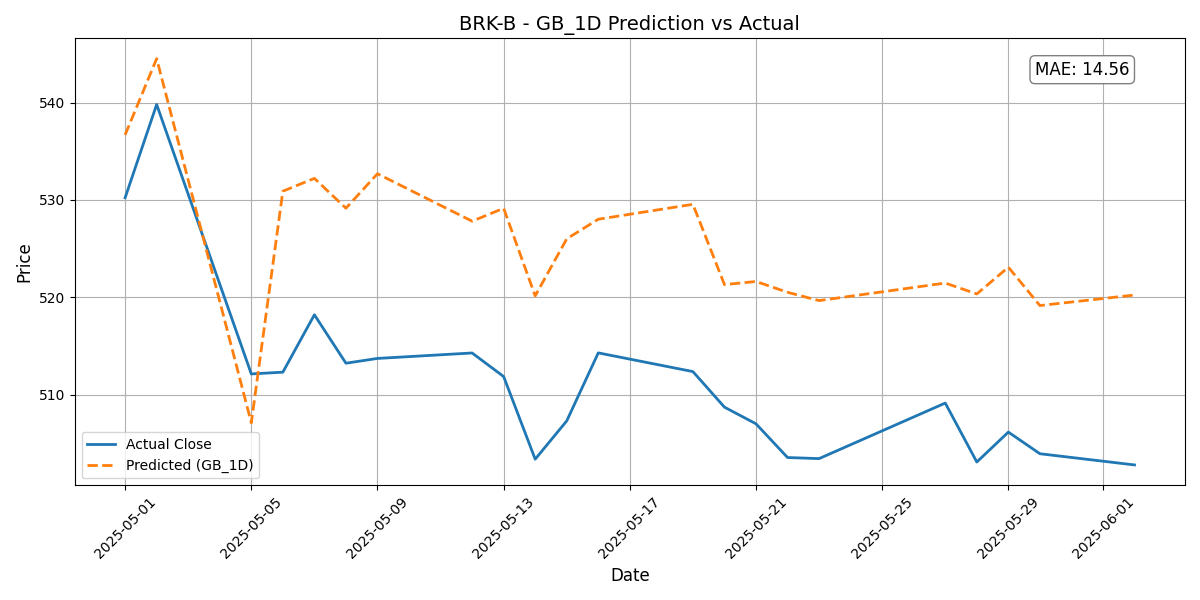 BRK-B - GB_1D Prediction vs Actual
MAE: 14.56
Price
540
530
520
510
Actual Close
Predicted (GB_1D)
2025-05-01
2025-05-05
2025-05-09
2025-05-13
2025-05-17
2025-05-21
2025-05-25
2025-05-29
2025-06-01
Date